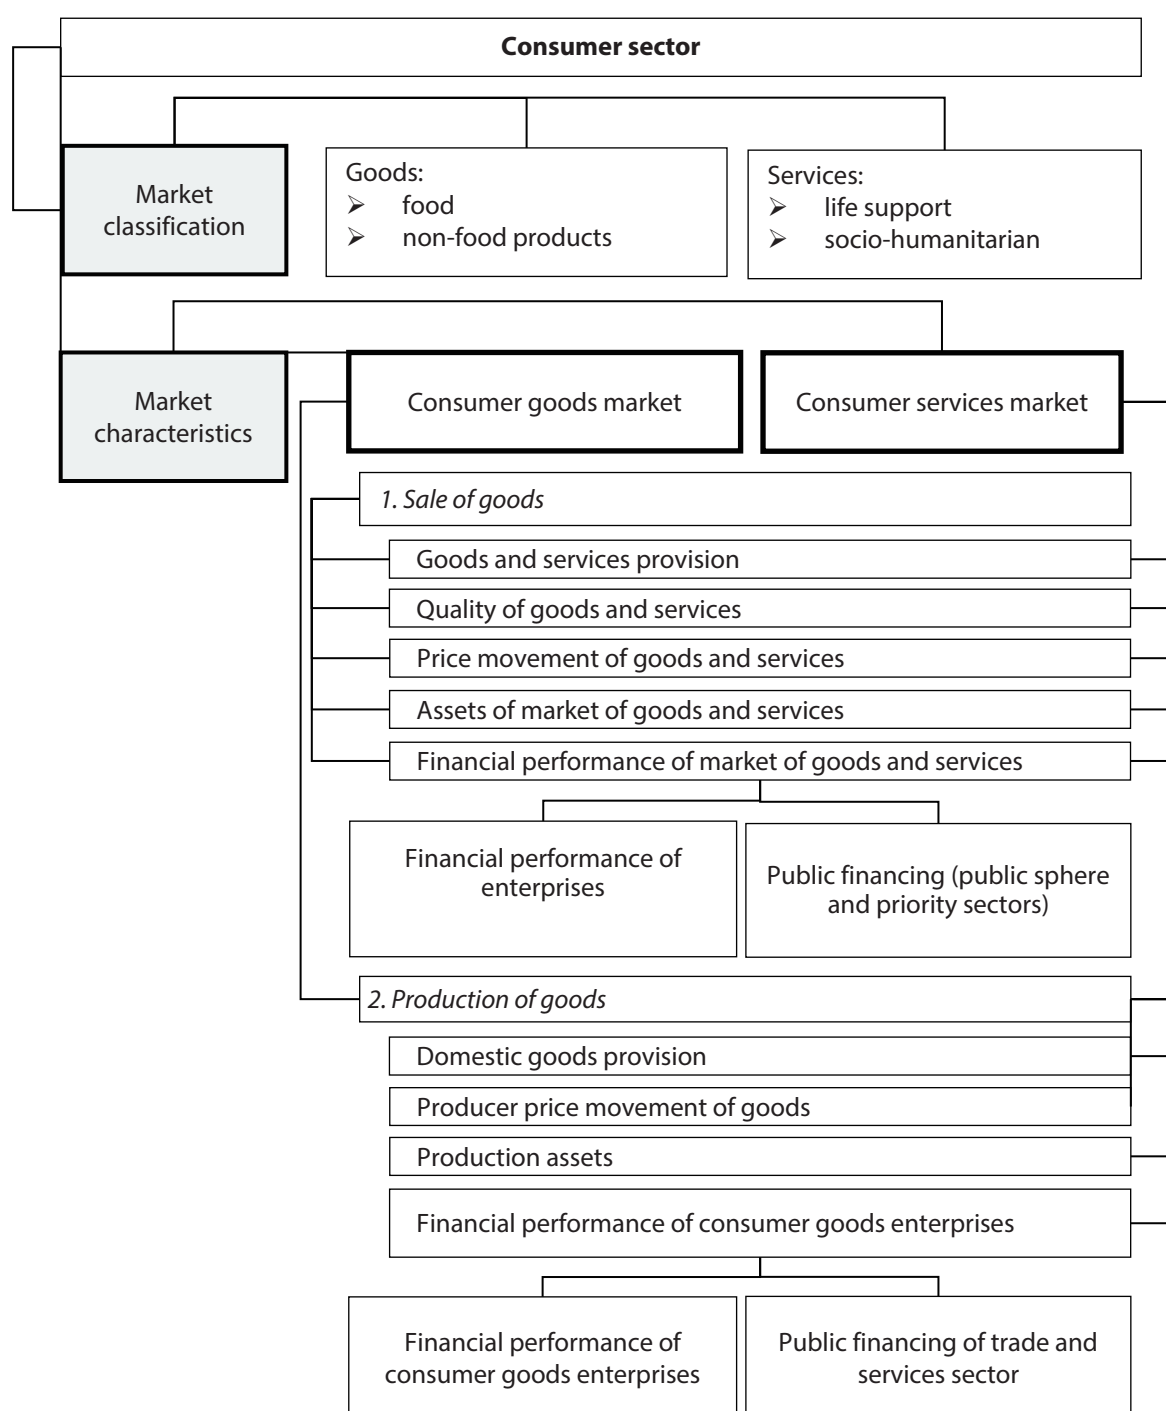 Consumer sector
Market
classification
Goods:
➢ food
➢ non-food products
Services:
➢ life support
➢ socio-humanitarian
Market
characteristics
Consumer goods market
Consumer services market
1. Sale of goods
Goods and services provision
Quality of goods and services
Price movement of goods and services
Assets of market of goods and services
Financial performance of market of goods and services
Financial performance of
enterprises
Public financing (public sphere
and priority sectors)
2. Production of goods
Domestic goods provision
Producer price movement of goods
Production assets
Financial performance of consumer goods enterprises
Financial performance of
consumer goods enterprises
Public financing of trade and
services sector